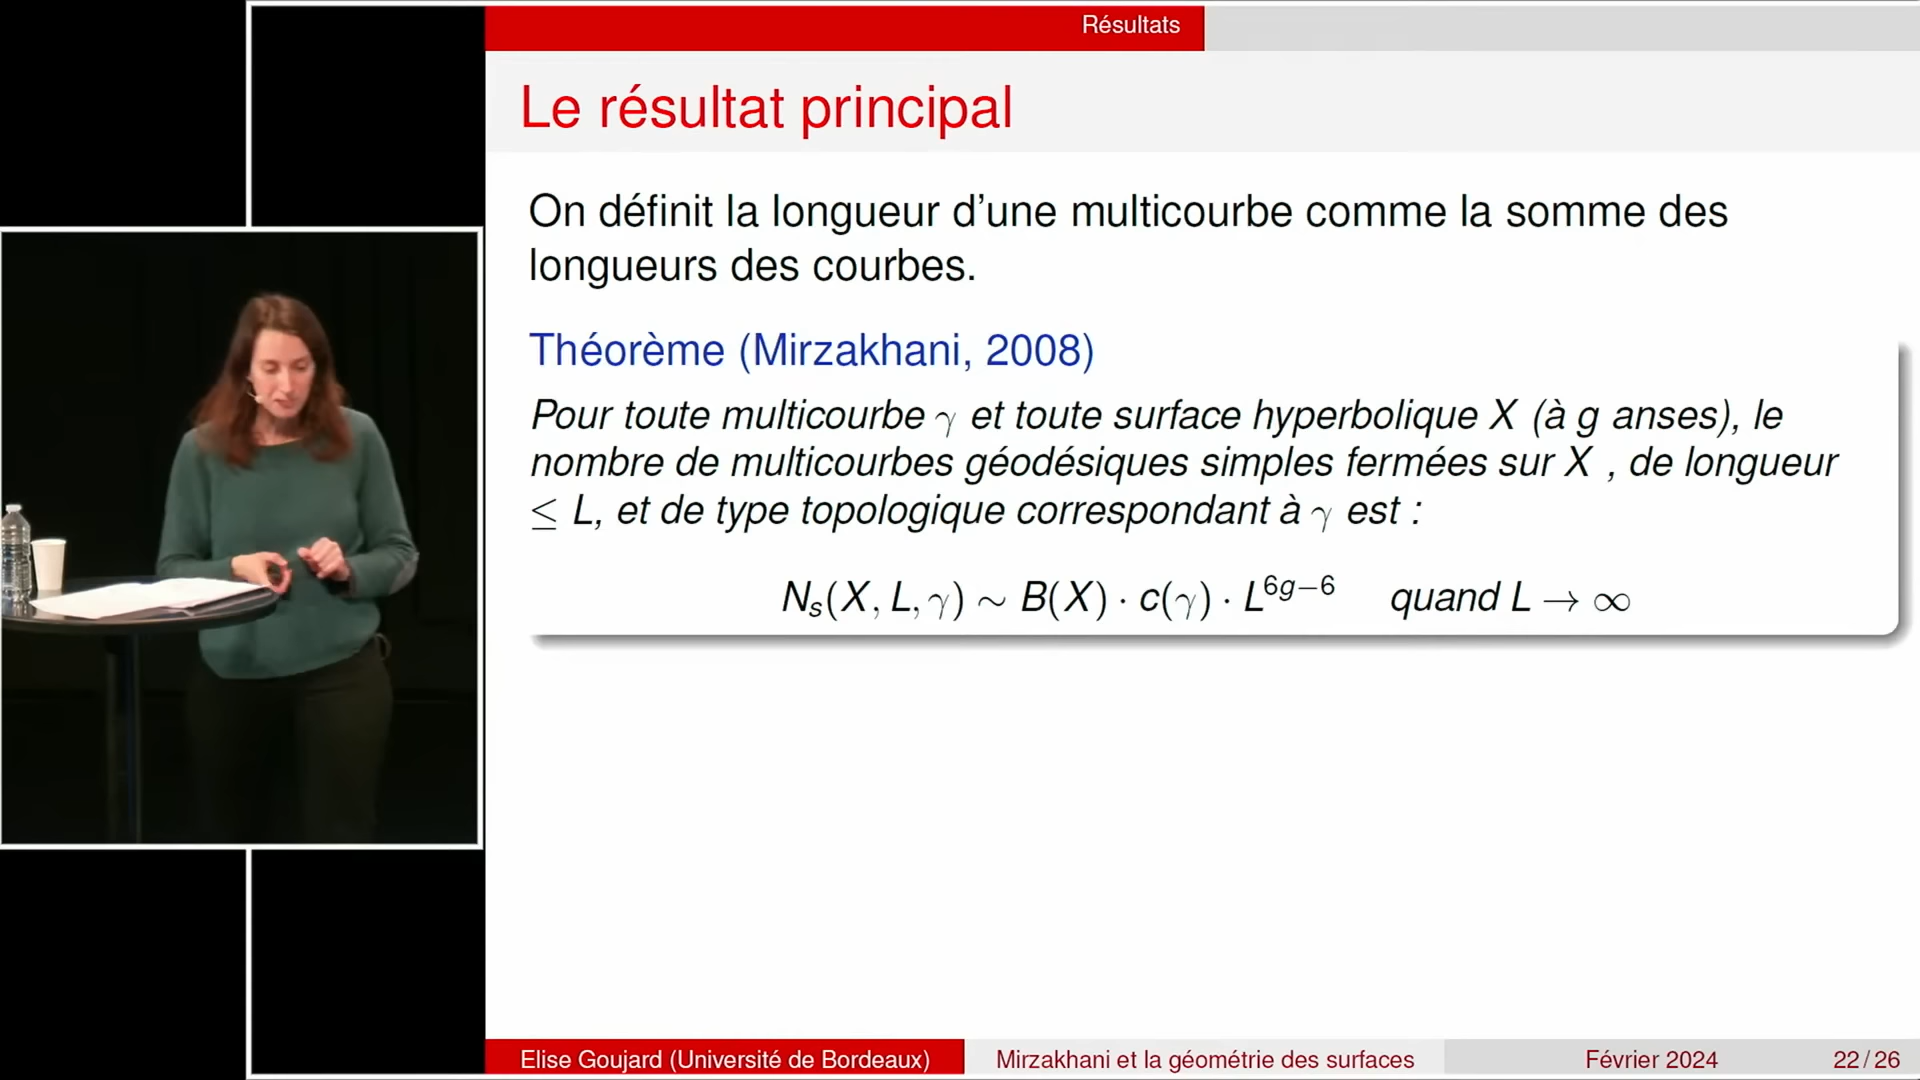 Résultats
Le résultat principal
On définit la longueur d'une multicourbe comme la somme des
longueurs des courbes.
Théorème (Mirzakhani, 2008)
Pour toute multicourbe γ et toute surface hyperbolique X (à g anses), le
nombre de multicourbes géodésiques simples fermées sur X , de longueur
≤ L, et de type topologique correspondant à γ est :
N_s(X, L, γ) ∼ B(X) · c(γ) · L^{6g−6} quand L → ∞
Elise Goujard (Université de Bordeaux) Mirzakhani et la géométrie des surfaces Février 2024 22 / 26